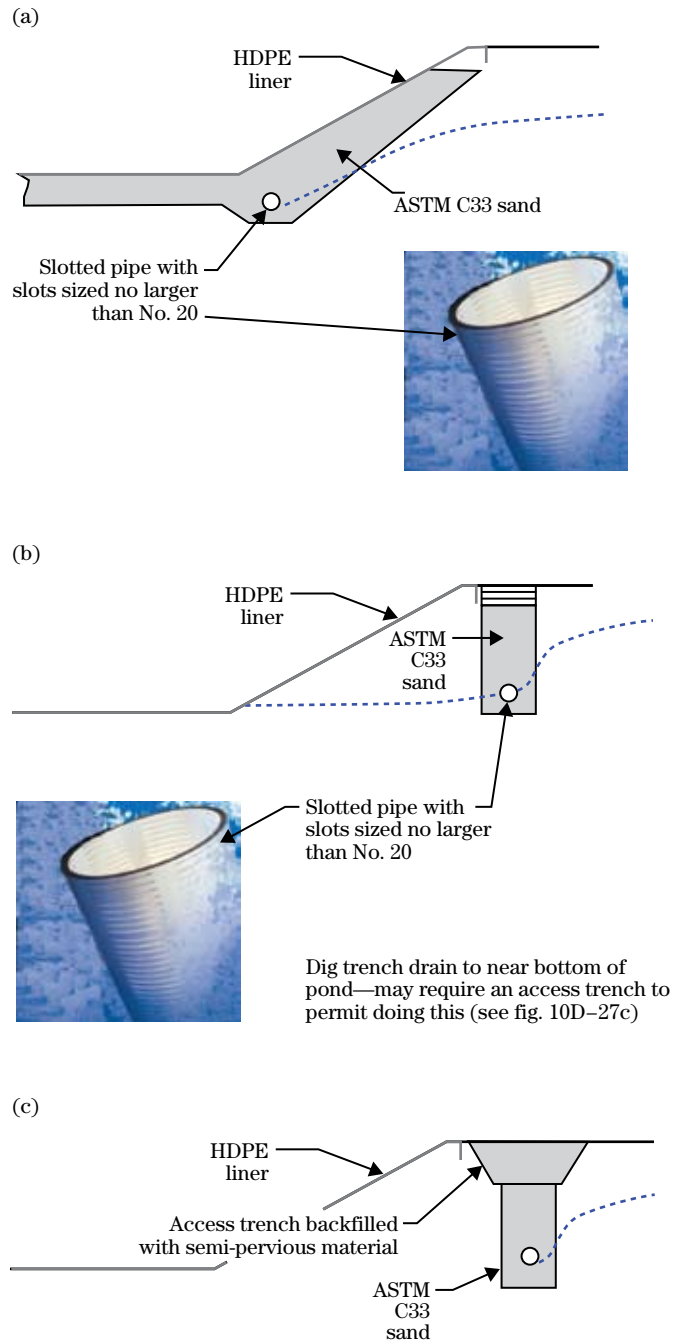 (a)
HDPE
liner
ASTM C33 sand
Slotted pipe with
slots sized no larger
than No. 20
(b)
HDPE
liner
ASTM
C33
sand
Slotted pipe with
slots sized no larger
than No. 20
Dig trench drain to near bottom of
pond—may require an access trench to
permit doing this (see fig. 10D–27c)
(c)
HDPE
liner
Access trench backfilled
with semi-pervious material
ASTM
C33
sand